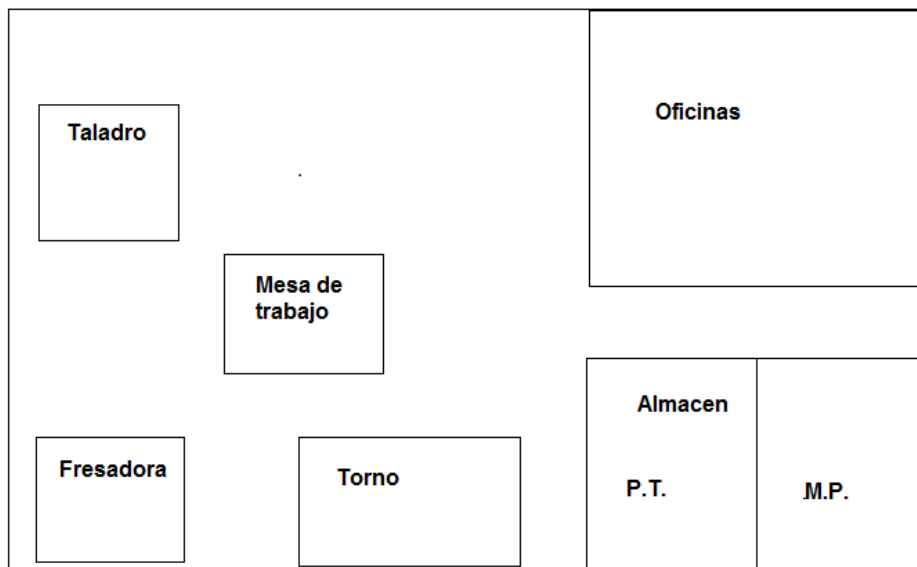 Oficinas
Taladro
Mesa de
trabajo
Almacen
Fresadora
Torno
P.T.
M.P.